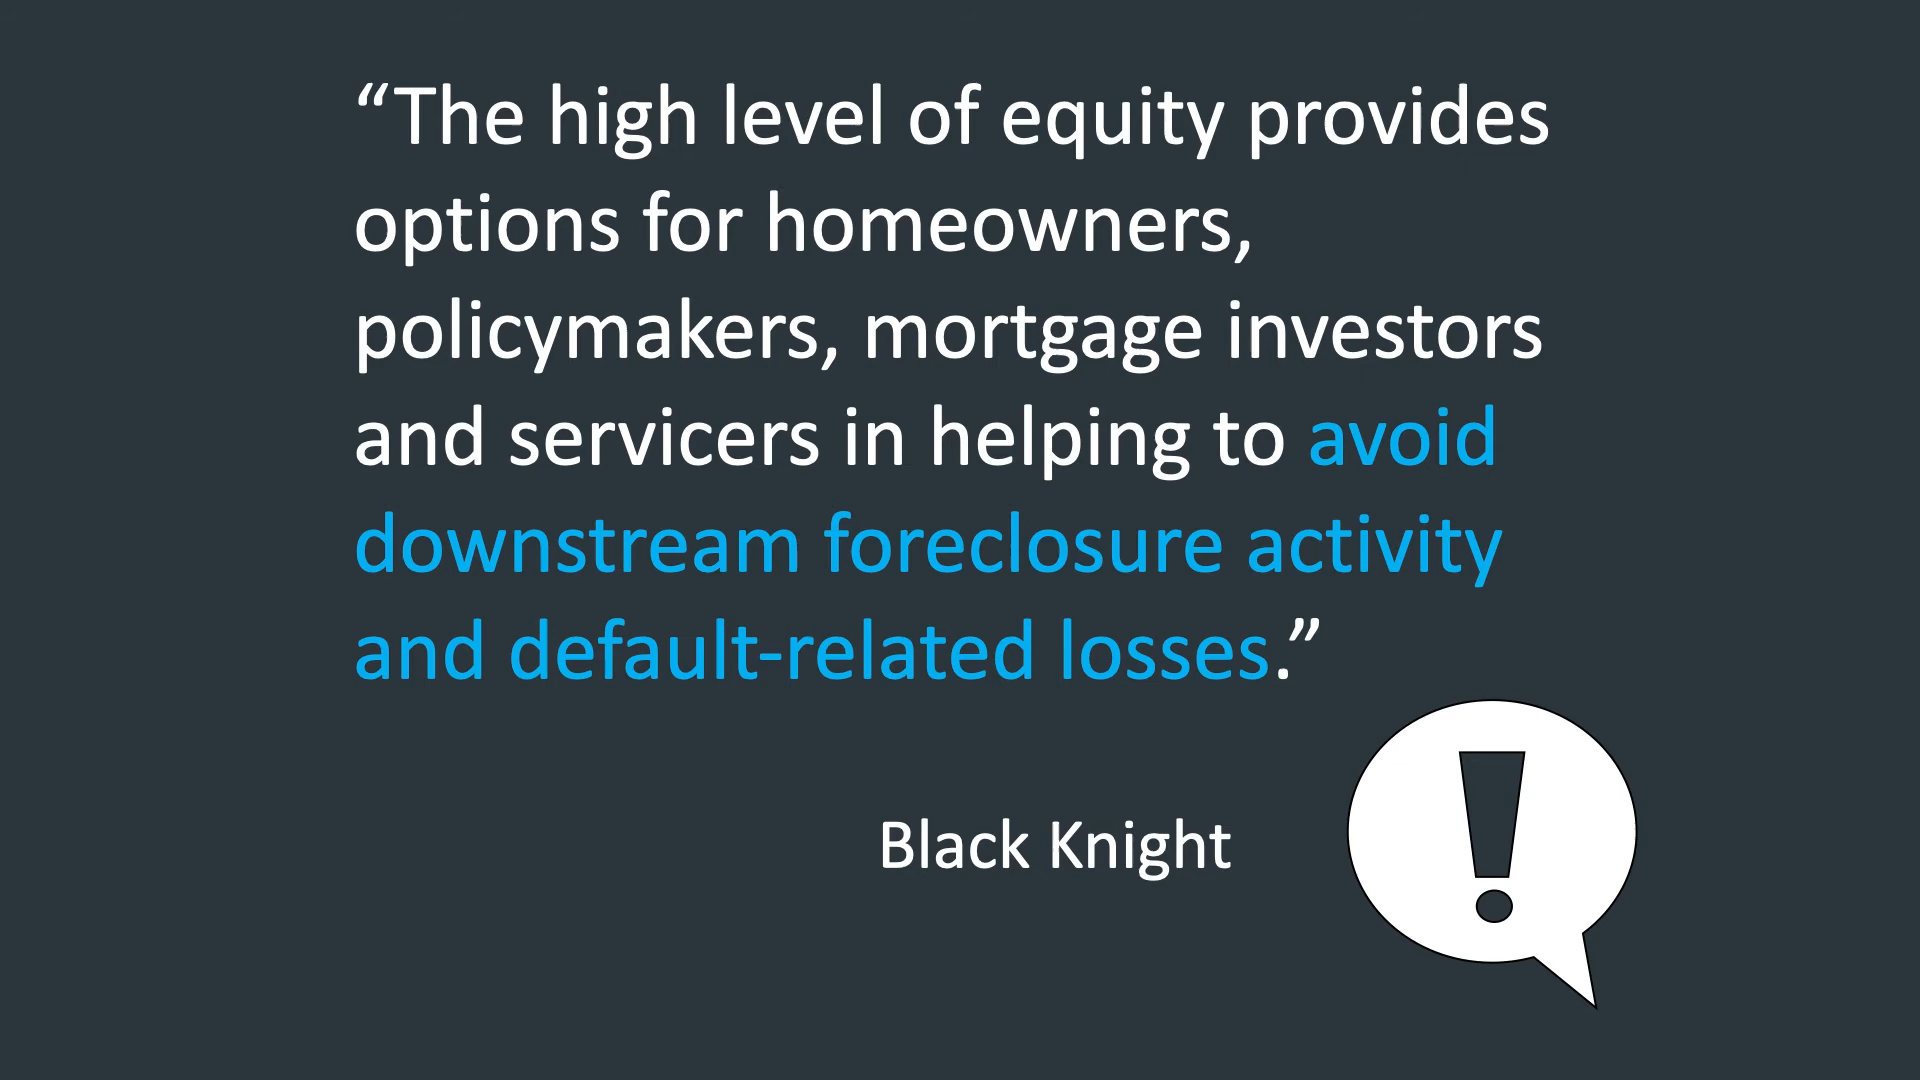 “The high level of equity provides
options for homeowners,
policymakers, mortgage investors
and servicers in helping to avoid
downstream foreclosure activity
and default-related losses.”
Black Knight
!